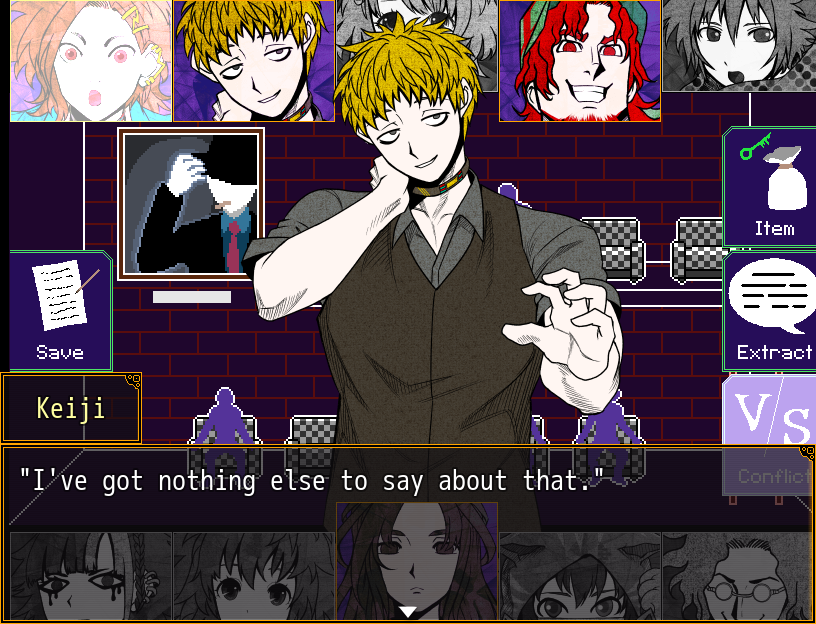 Item
Save
Extract
Keiji
VS
Conflict
"I've got nothing else to say about that."